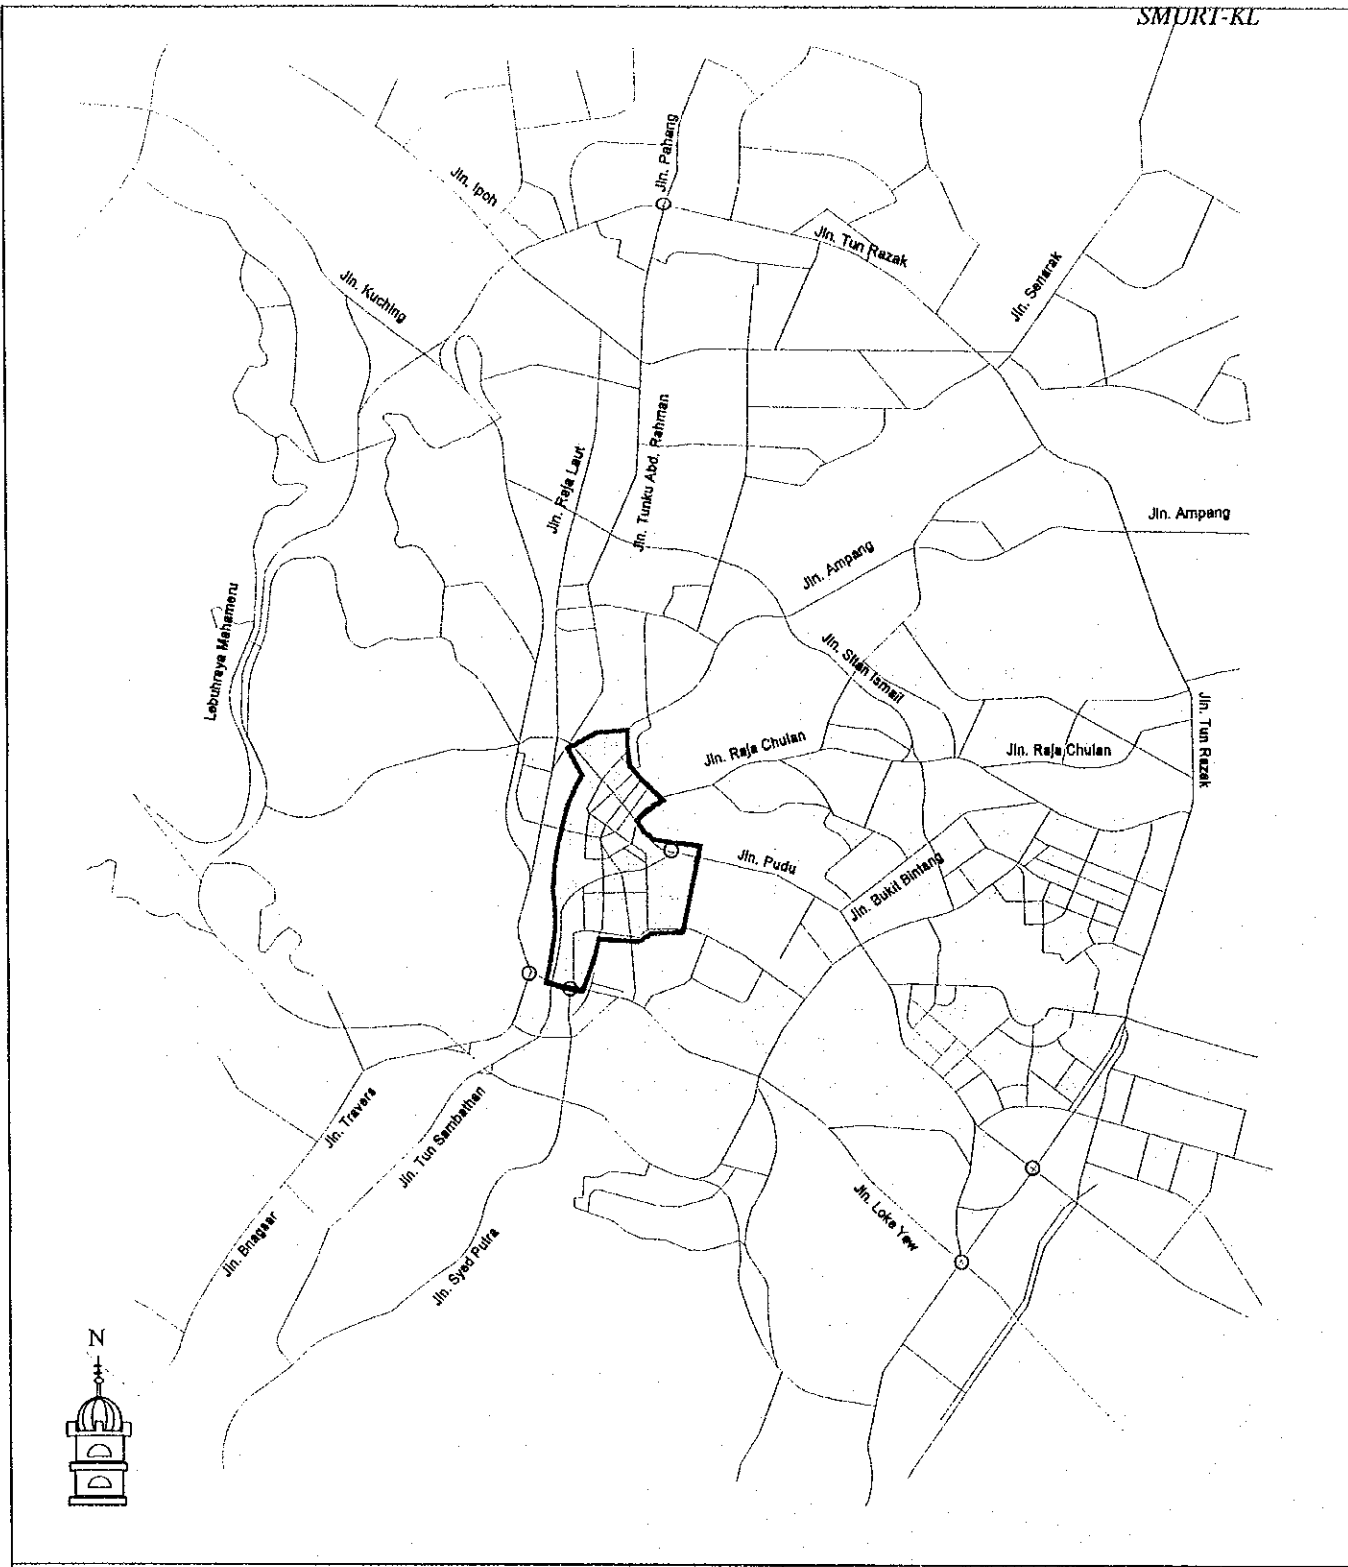 SMURT-KL
Jln. Pahang
Jln. Ipoh
Jln. Tun Razak
Jln. Semarak
Jln. Kuching
Jln. Tunku Abd. Rahman
Jln. Raja Laut
Jln. Ampang
Jln. Ampang
Lebuhraya Mahameru
Jln. Sltan Ismail
Jln. Tun Razak
Jln. Raja Chulan
Jln. Raja Chulan
Jln. Pudu
Jln. Bukit Bintang
Jln. Travers
Jln. Tun Sambathan
Jln. Loke Yew
Jln. Bnagsar
Jln. Syed Putra
N